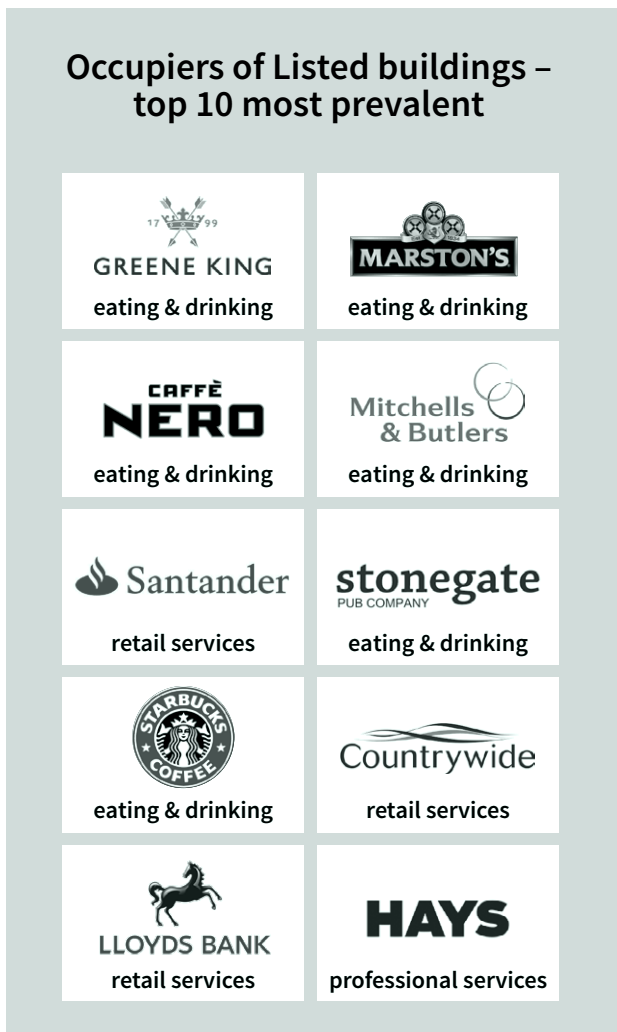 Occupiers of Listed buildings –
top 10 most prevalent
17 99
GREENE KING
eating & drinking
MARSTON'S
eating & drinking
CAFFÈ
NERO
eating & drinking
Mitchells
& Butlers
eating & drinking
Santander
retail services
stonegate
PUB COMPANY
eating & drinking
STARBUCKS
COFFEE
eating & drinking
Countrywide
retail services
LLOYDS BANK
retail services
HAYS
professional services